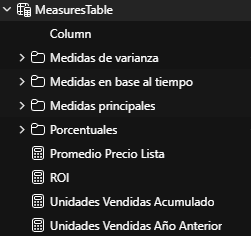 MeasuresTable
Column
Medidas de varianza
Medidas en base al tiempo
Medidas principales
Porcentuales
Promedio Precio Lista
ROI
Unidades Vendidas Acumulado
Unidades Vendidas Año Anterior